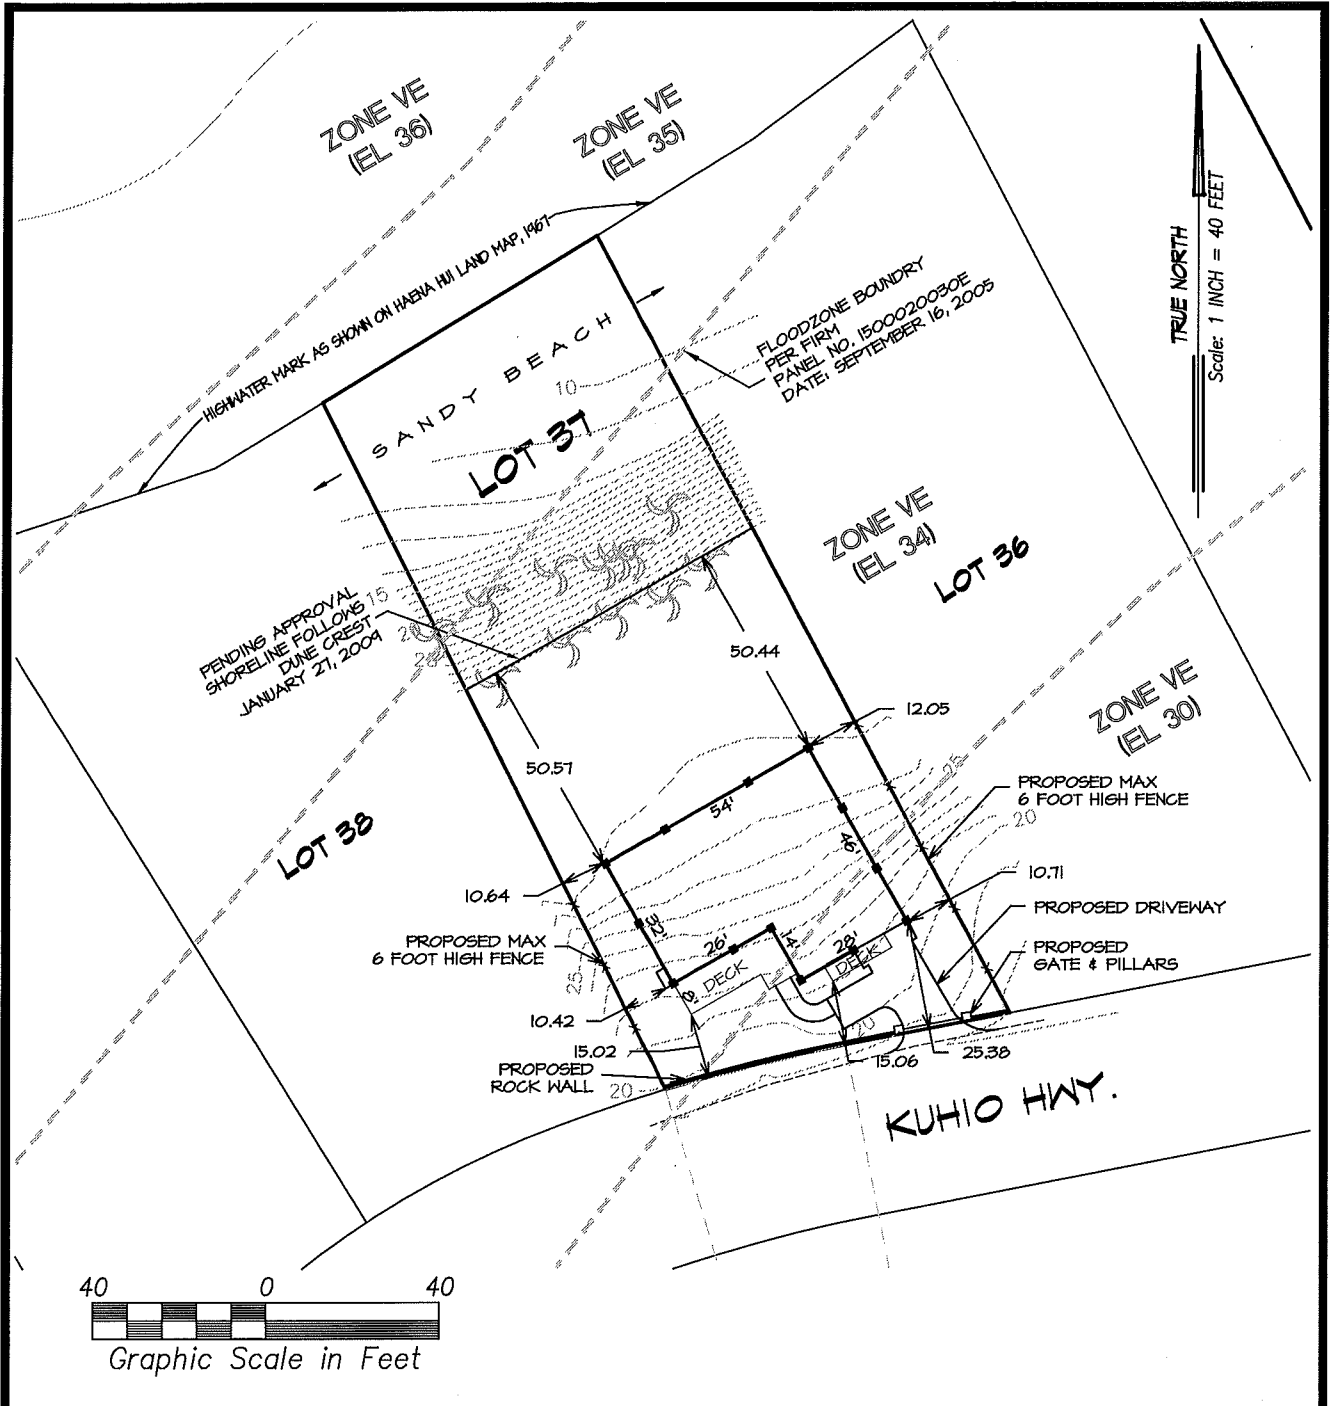 ZONE VE
(EL 36)
ZONE VE
(EL 35)
TRUE NORTH
Scale: 1 INCH = 40 FEET
HIGHWATER MARK AS SHOWN ON HAENA HUI LAND MAP, 1967
SANDY BEACH
10
LOT 37
FLOODZONE BOUNDRY
PER FIRM
PANEL NO. 1500020030E
DATE: SEPTEMBER 16, 2005
ZONE VE
(EL 34)
LOT 36
PENDING APPROVAL
SHORELINE FOLLOWS
DUNE CREST
JANUARY 27, 2009
15
50.44
50.57
12.05
ZONE VE
(EL 30)
25
PROPOSED MAX
6 FOOT HIGH FENCE
20
54'
46'
LOT 38
10.64
10.71
PROPOSED DRIVEWAY
PROPOSED
GATE & PILLARS
PROPOSED MAX
6 FOOT HIGH FENCE
25
32'
26'
14'
28'
DECK
DECK
8'
10.42
15.02
20
15.06
25.38
PROPOSED
ROCK WALL
20
KUHIO HWY.
40 0 40
Graphic Scale in Feet